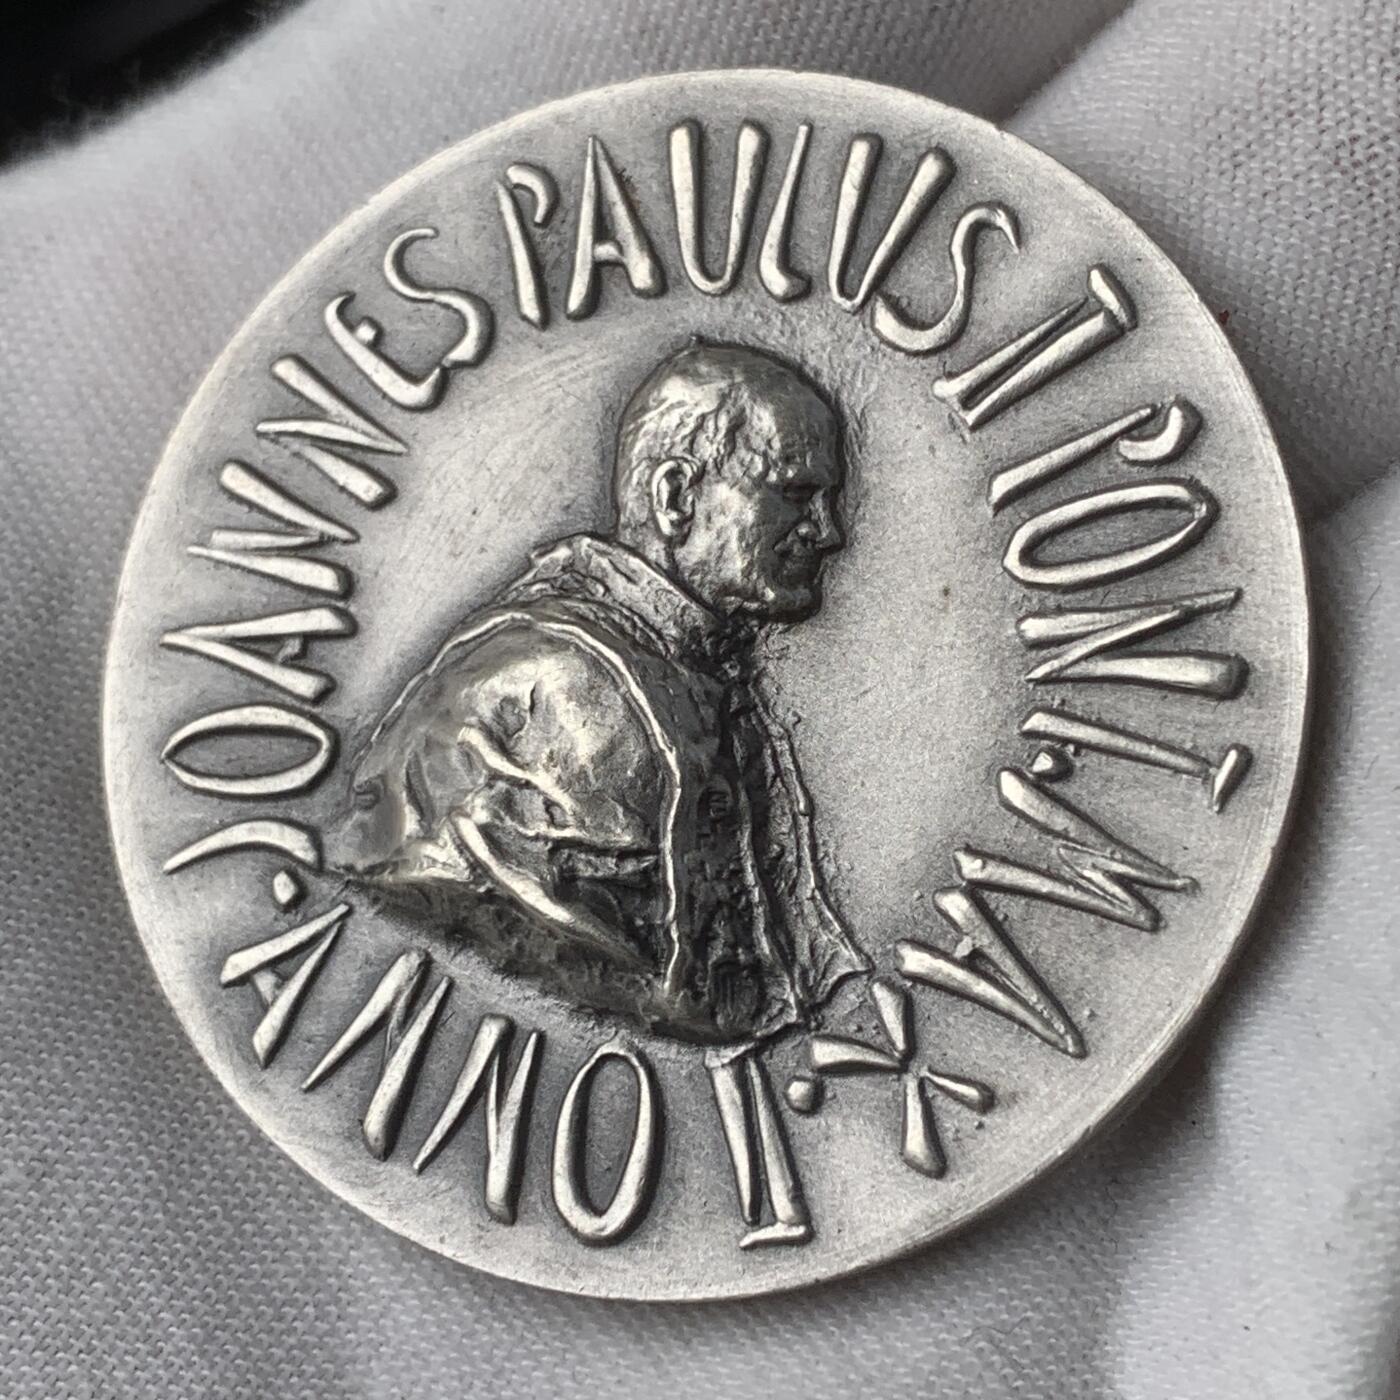 JOANNES PAULUS II PONT. MAX
.ANNO II.